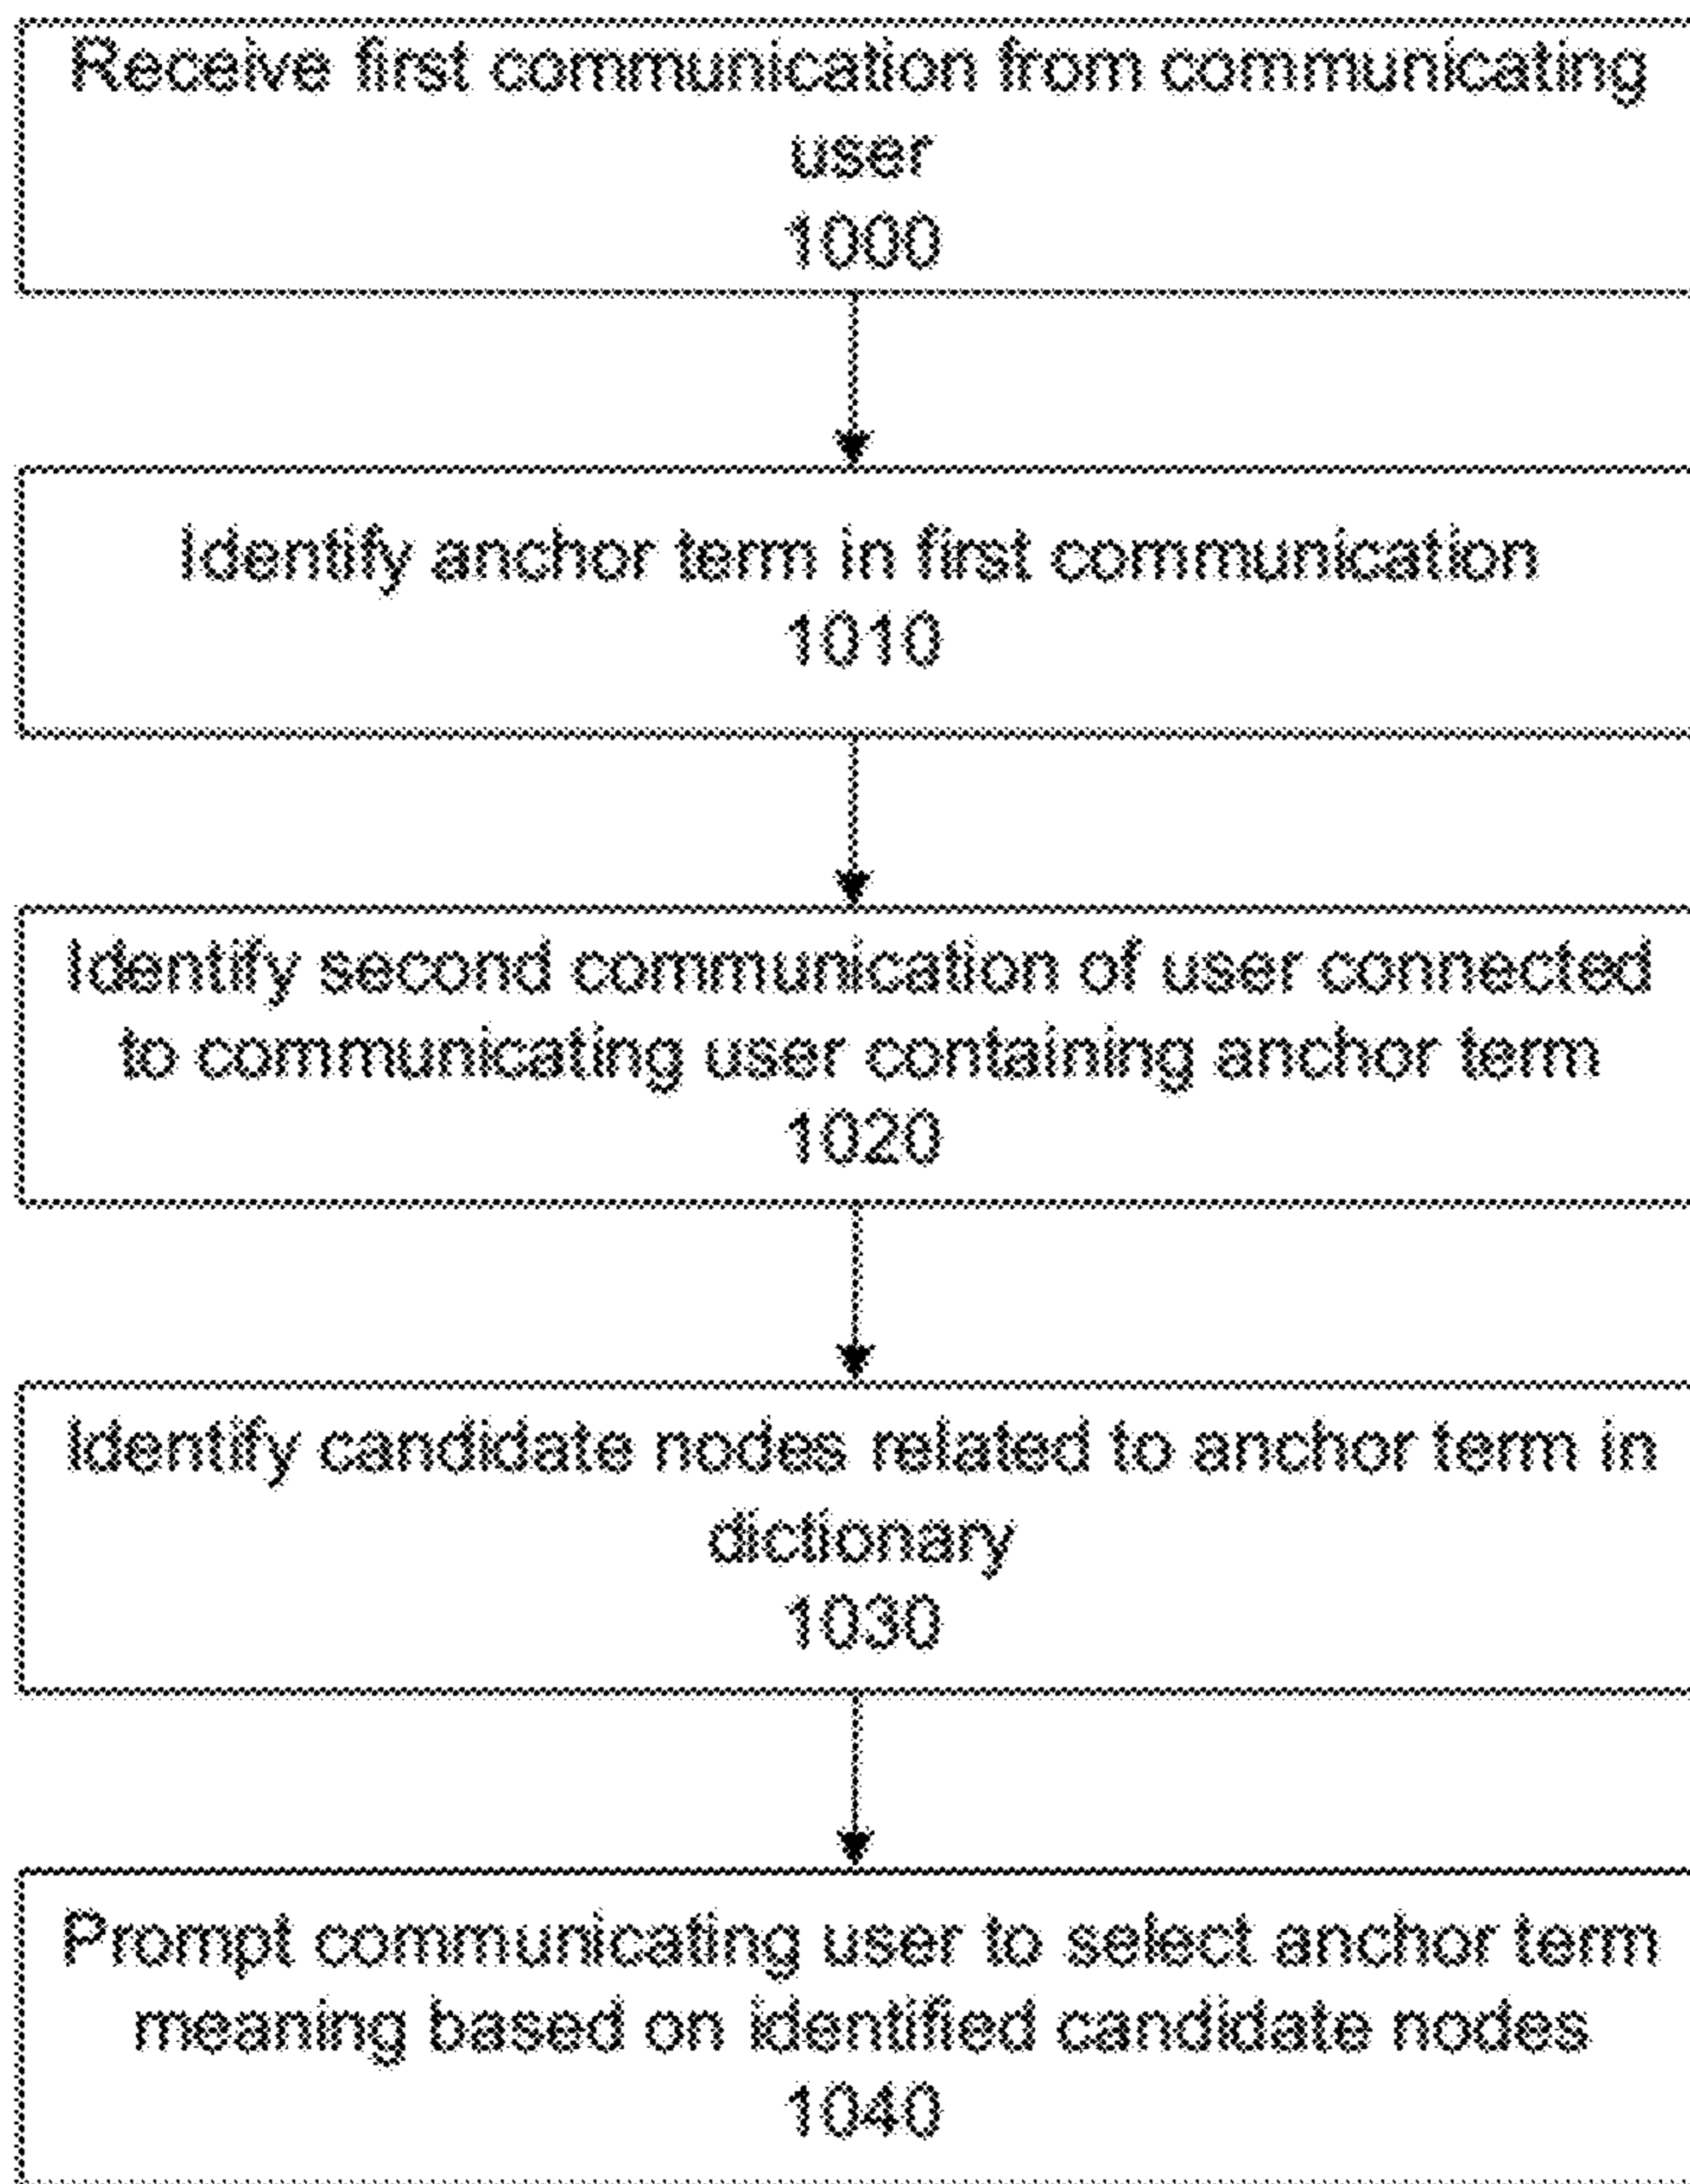 Receive first communication from communicating
user
1000
Identify anchor term in first communication
1010
Identify second communication of user connected
to communicating user containing anchor term
1020
Identify candidate nodes related to anchor term in
dictionary
1030
Prompt communicating user to select anchor term
meaning based on identified candidate nodes
1040